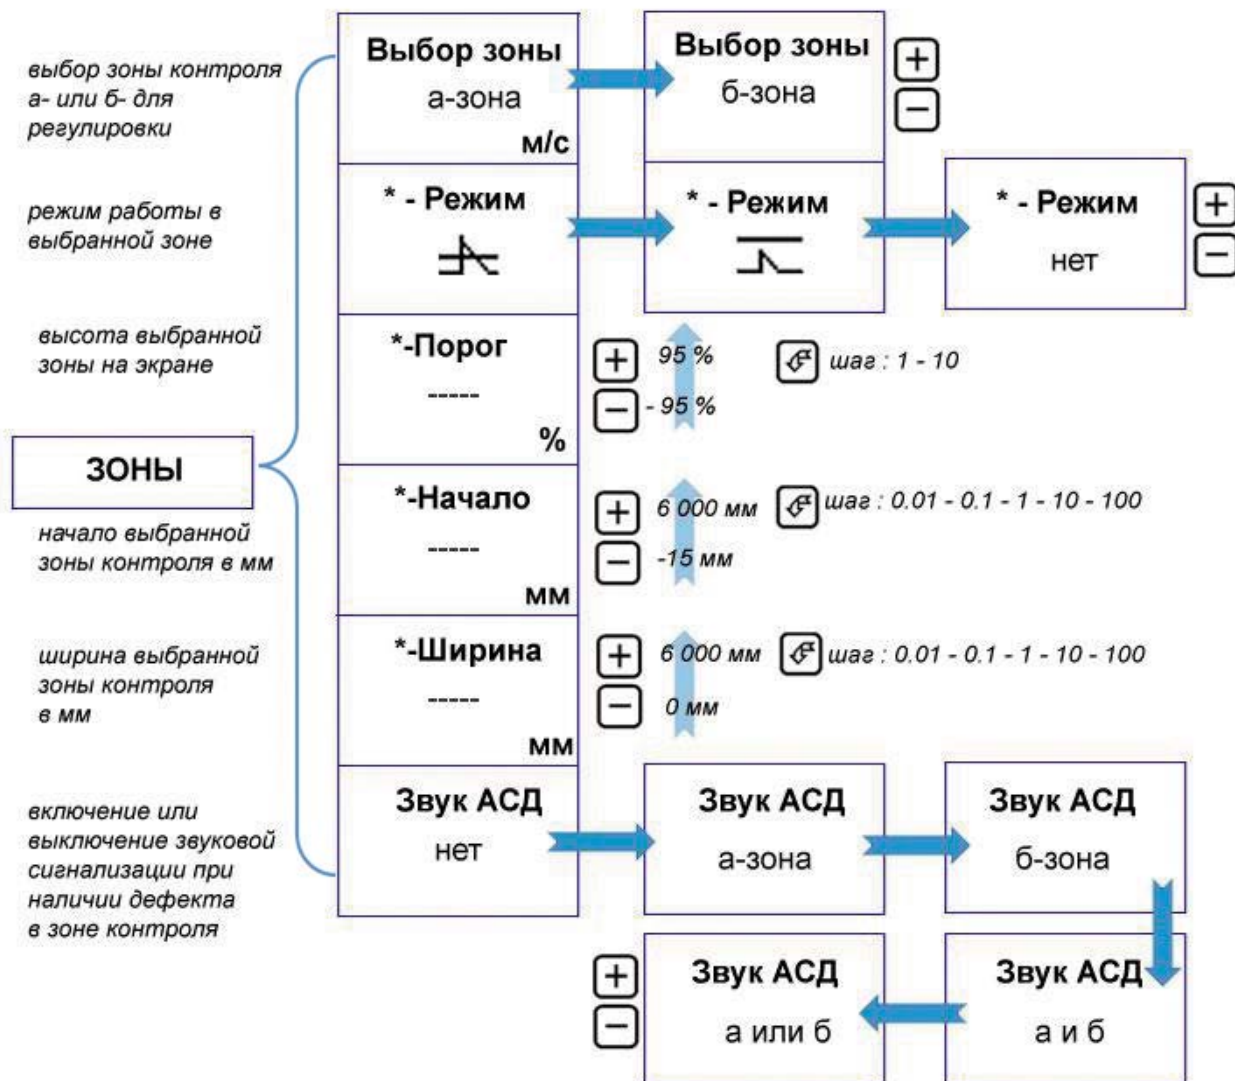 выбор зоны контроля
а- или б- для
регулировки
Выбор зоны
а-зона
м/с
Выбор зоны
б-зона
+
−
режим работы в
выбранной зоне
* - Режим
* - Режим
* - Режим
нет
+
−
высота выбранной
зоны на экране
*-Порог
-----
%
+
95 %
−
- 95 %
шаг : 1 - 10
ЗОНЫ
начало выбранной
зоны контроля в мм
*-Начало
-----
мм
+
6 000 мм
−
-15 мм
шаг : 0.01 - 0.1 - 1 - 10 - 100
ширина выбранной
зоны контроля
в мм
*-Ширина
-----
мм
+
6 000 мм
−
0 мм
шаг : 0.01 - 0.1 - 1 - 10 - 100
включение или
выключение звуковой
сигнализации при
наличии дефекта
в зоне контроля
Звук АСД
нет
Звук АСД
а-зона
Звук АСД
б-зона
+
−
Звук АСД
а или б
Звук АСД
а и б